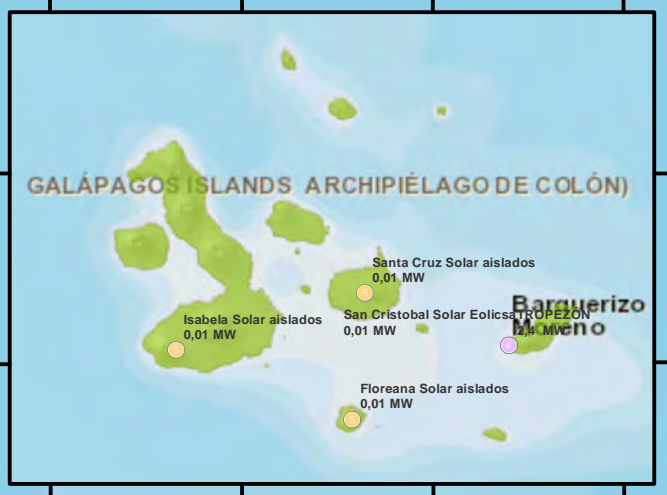 GALÁPAGOS ISLANDS ARCHIPIÉLAGO DE COLÓN)
Santa Cruz Solar aislados
0,01 MW
Barquerizo
Moreno
San Cristobal Solar Eolicsa TROPEZON
0,01 MW
2,4 MW
Isabela Solar aislados
0,01 MW
S
S
E
Floreana Solar aislados
0,01 MW
S